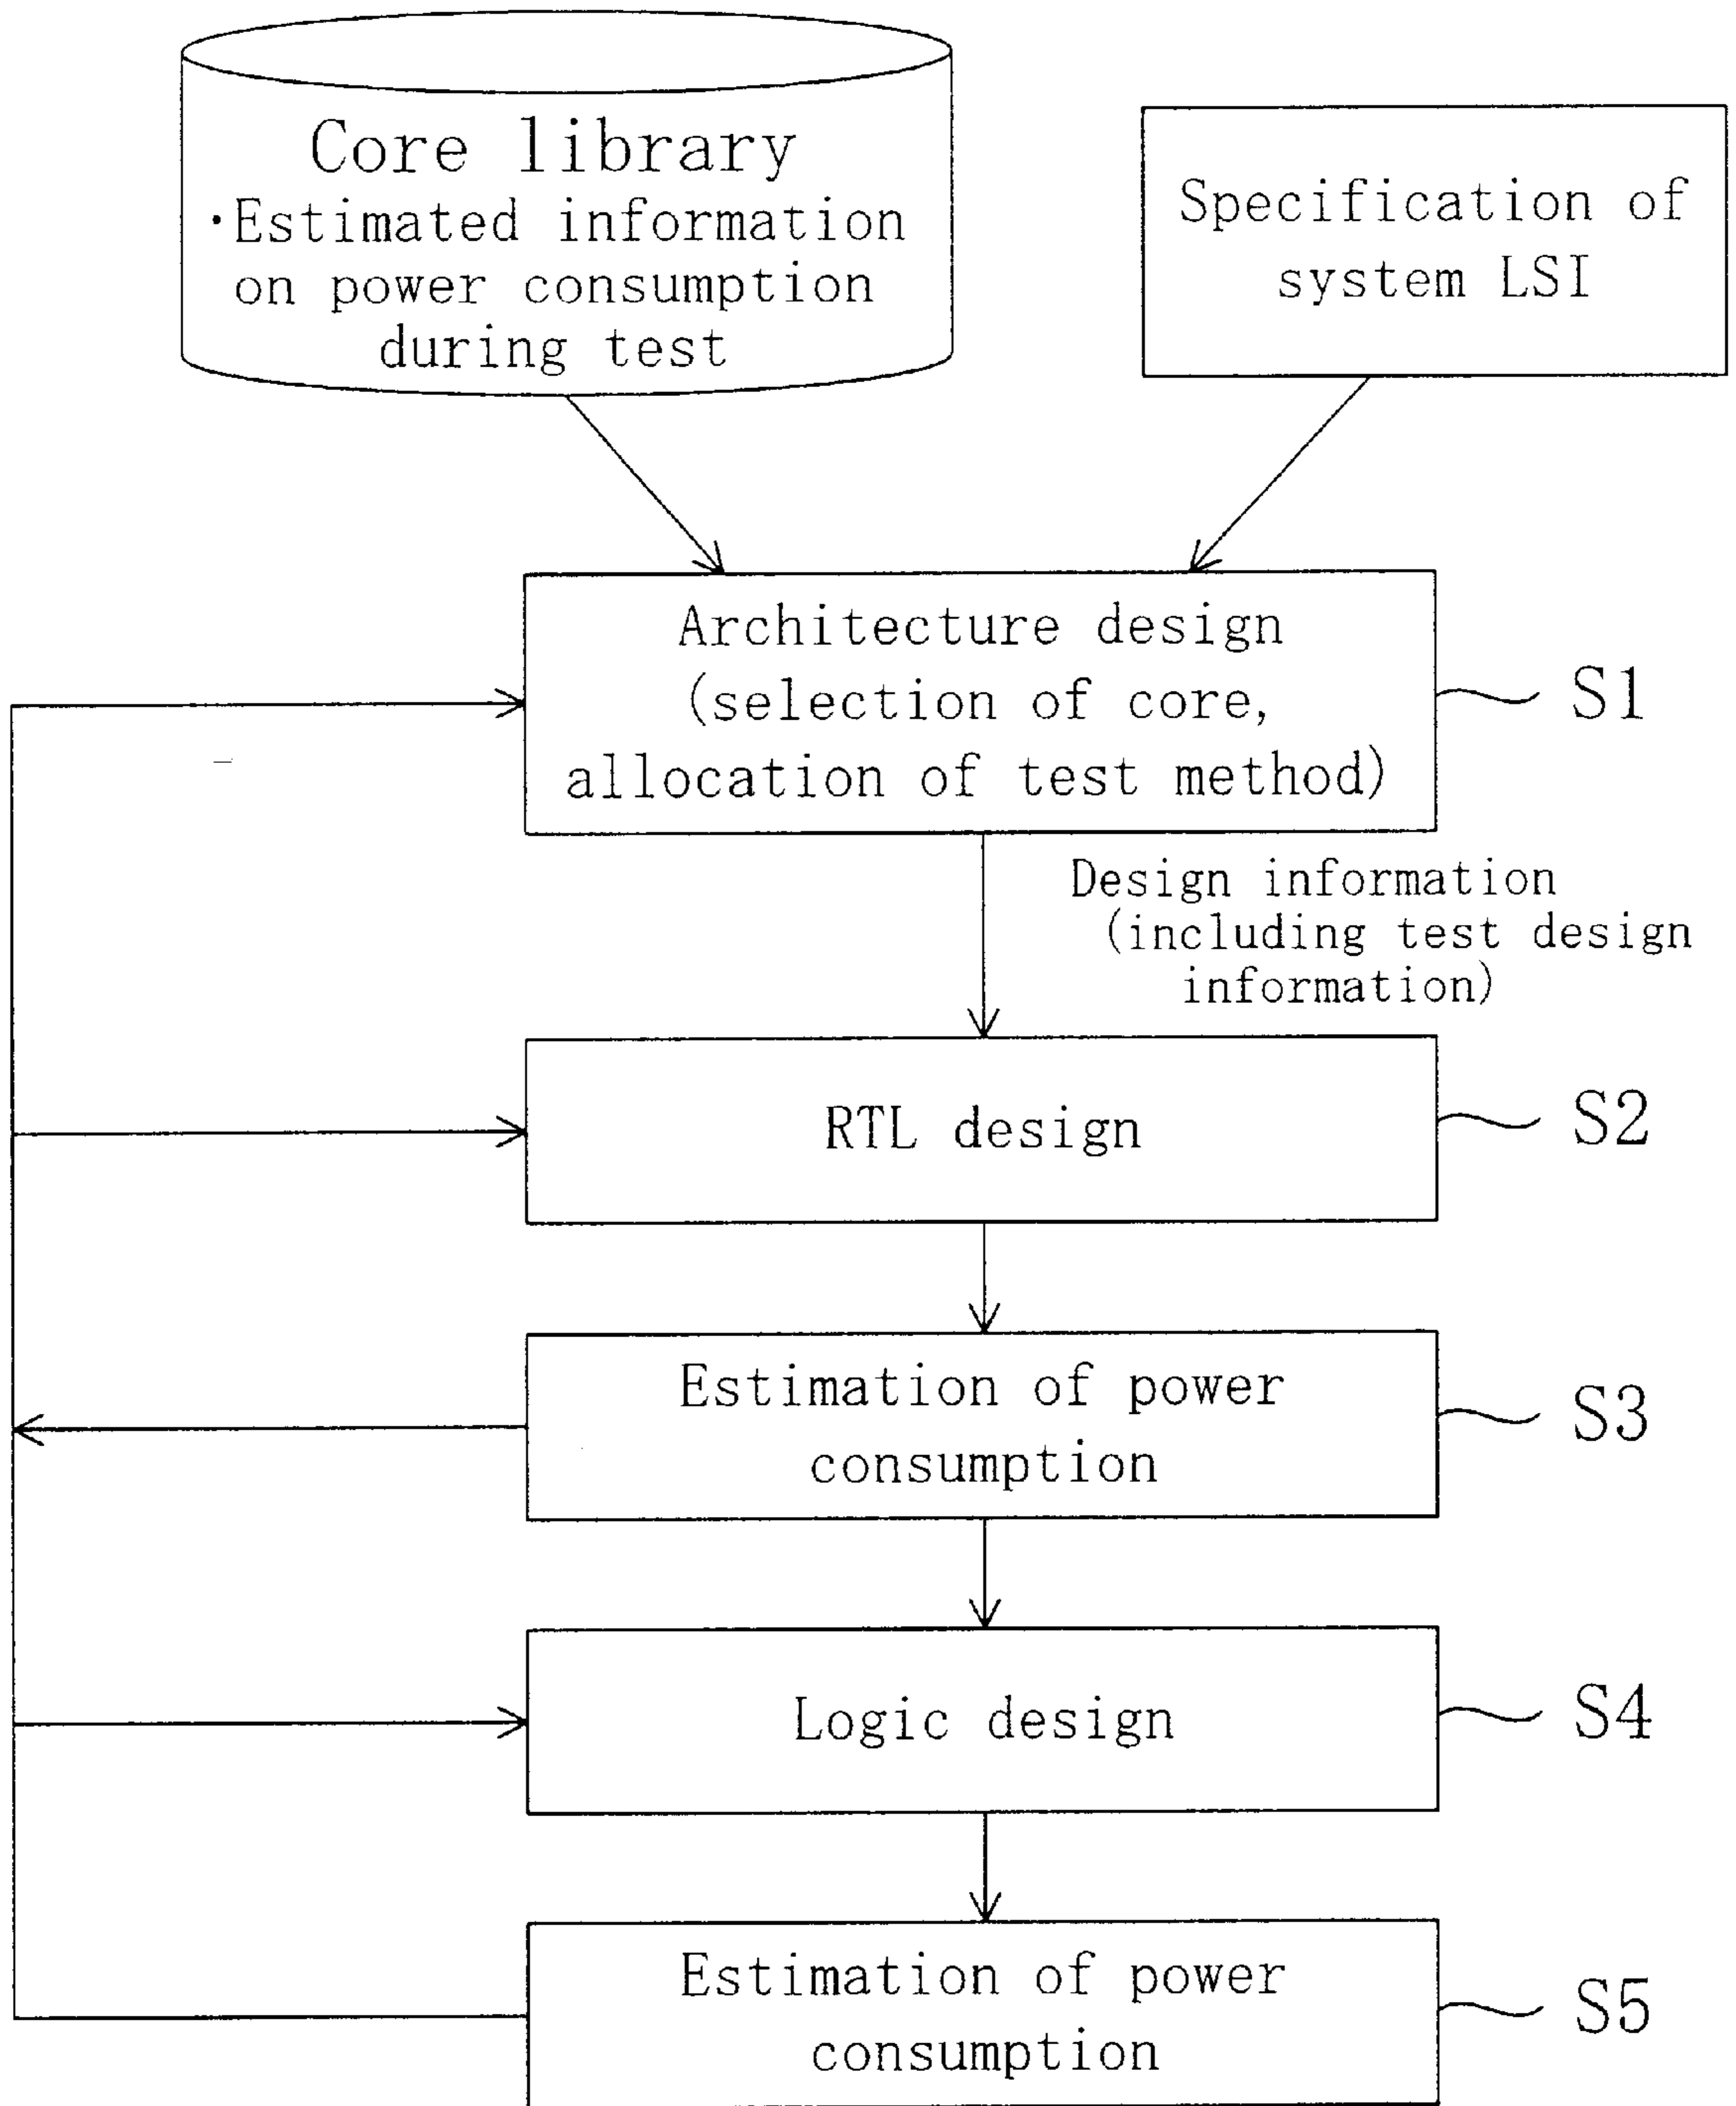 Core library
・Estimated information
on power consumption
during test
Specification of
system LSI
Architecture design
(selection of core,
allocation of test method)
S1
Design information
(including test design
information)
RTL design
S2
Estimation of power
consumption
S3
Logic design
S4
Estimation of power
consumption
S5